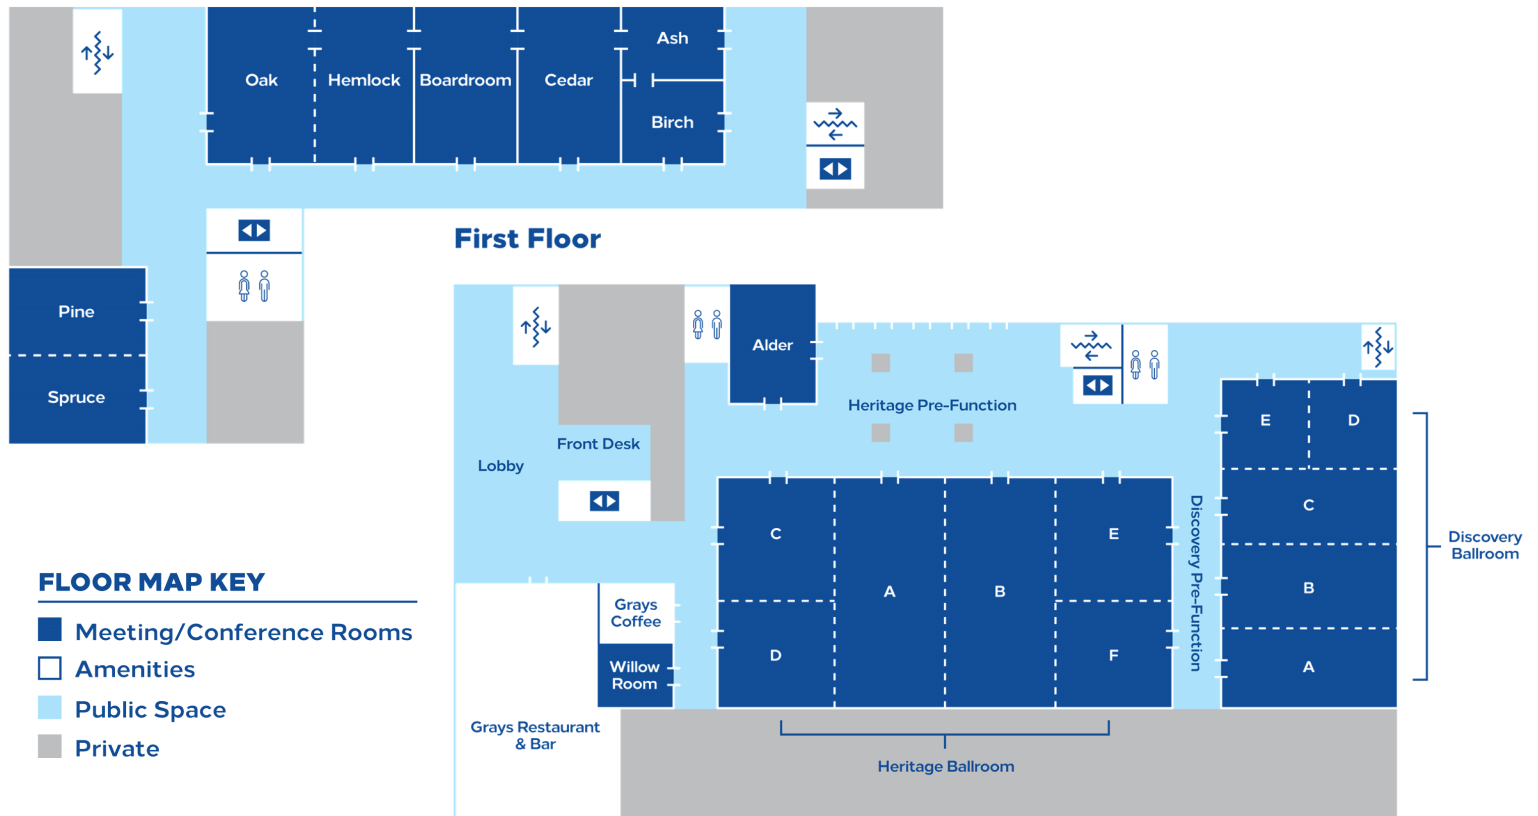 Oak
Hemlock
Boardroom
Cedar
Ash
Birch
Pine
Spruce
First Floor
Alder
Heritage Pre-Function
Front Desk
Lobby
Grays
Coffee
Willow
Room
Grays Restaurant
& Bar
C
A
B
E
D
F
Heritage Ballroom
Discovery Pre-Function
E
D
C
B
A
Discovery
Ballroom
FLOOR MAP KEY
Meeting/Conference Rooms
Amenities
Public Space
Private